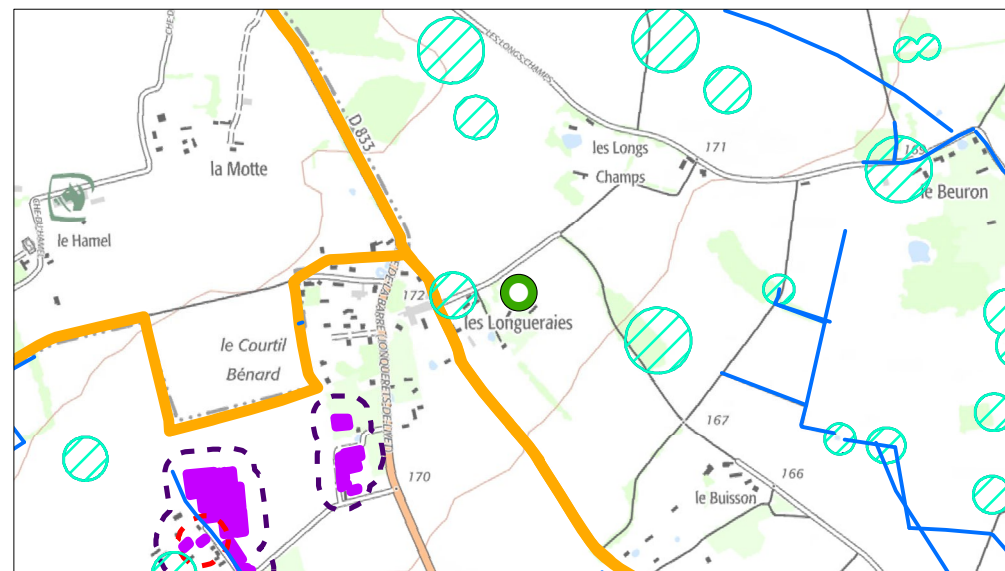 LES LONGS CHAMPS
D 833
la Motte
les Longs
Champs
171
169
le Beuron
le Hamel
172
les Longueraies
le Courtil
Bénard
167
170
166
le Buisson